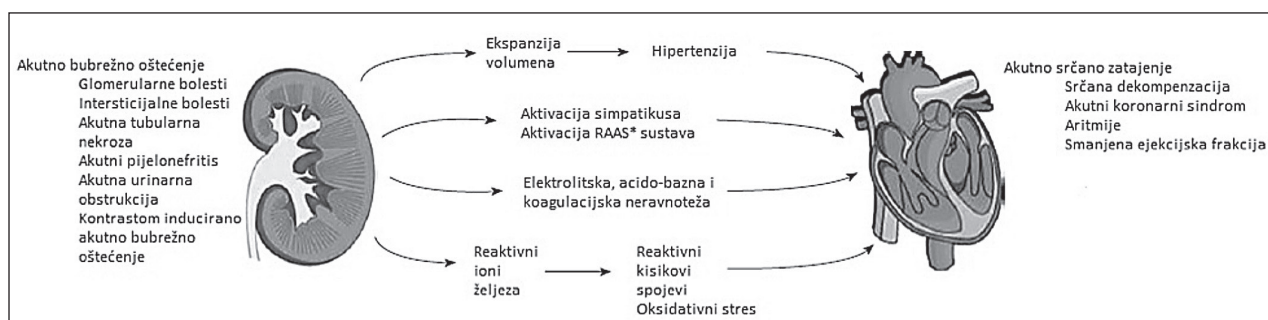 Akutno bubrežno oštećenje
Glomerularne bolesti
Intersticijalne bolesti
Akutna tubularna
nekroza
Akutni pijelonefritis
Akutna urinarna
obstrukcija
Kontrastom inducirano
akutno bubrežno
oštećenje
Ekspanzija
volumena
Hipertenzija
Aktivacija simpatikusa
Aktivacija RAAS* sustava
Elektrolitska, acido-bazna i
koagulacijska neravnoteža
Reaktivni
ioni
željeza
Reaktivni
kisikovi
spojevi
Oksidativni stres
Akutno srčano zatajenje
Srčana dekompenzacija
Akutni koronarni sindrom
Aritmije
Smanjena ejekcijska frakcija